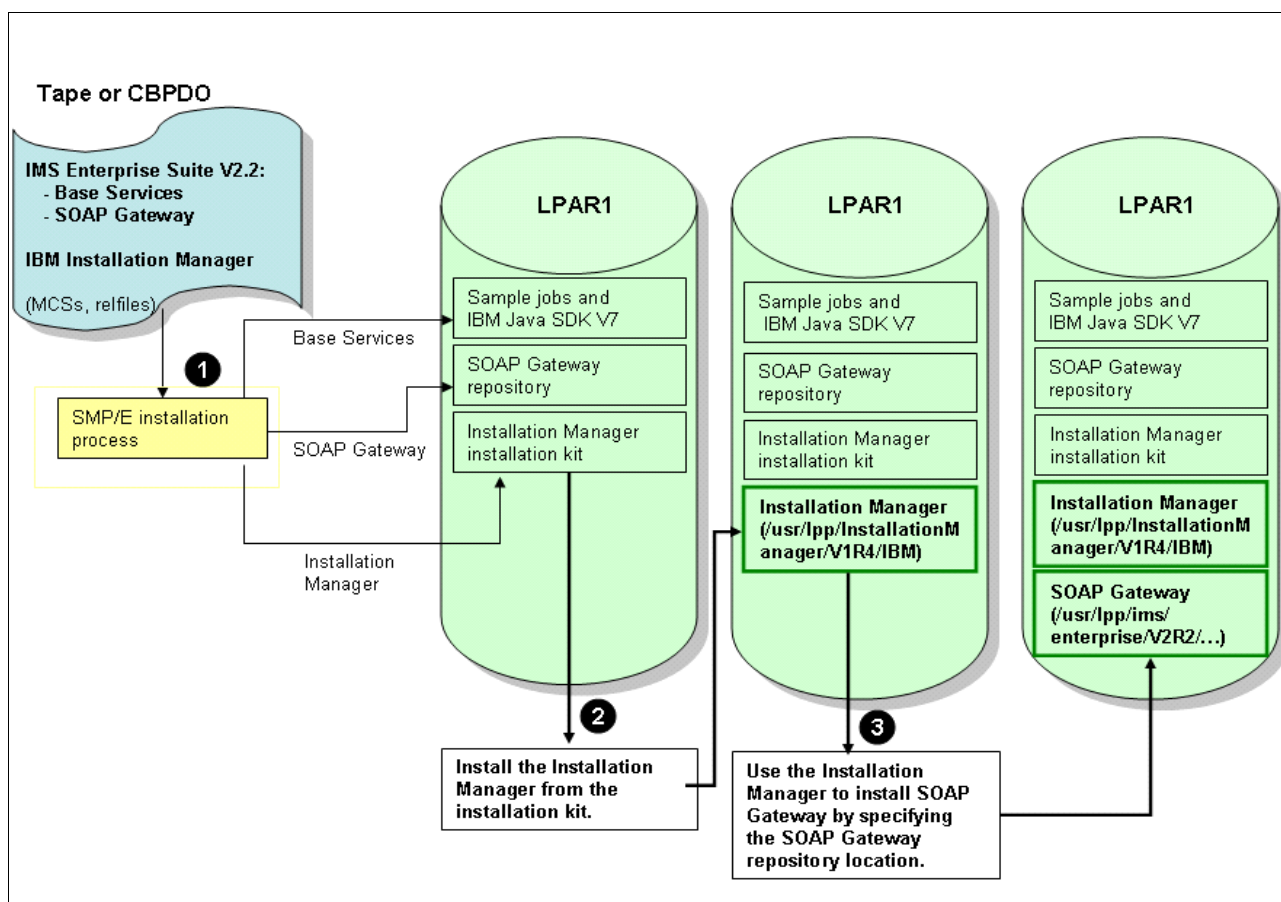 Tape or CBPDO
IMS Enterprise Suite V2.2:
- Base Services
- SOAP Gateway
IBM Installation Manager
(MCSs, relfiles)
1
SMP/E installation
process
Base Services
SOAP Gateway
Installation
Manager
LPAR1
Sample jobs and
IBM Java SDK V7
SOAP Gateway
repository
Installation Manager
installation kit
2
Install the Installation
Manager from the
installation kit.
LPAR1
Sample jobs and
IBM Java SDK V7
SOAP Gateway
repository
Installation Manager
installation kit
Installation Manager
(/usr/lpp/InstallationM
anager/V1R4/IBM)
3
Use the Installation
Manager to install SOAP
Gateway by specifying
the SOAP Gateway
repository location.
LPAR1
Sample jobs and
IBM Java SDK V7
SOAP Gateway
repository
Installation Manager
installation kit
Installation Manager
(/usr/lpp/InstallationM
anager/V1R4/IBM)
SOAP Gateway
(/usr/lpp/ims/
enterprise/V2R2/...)